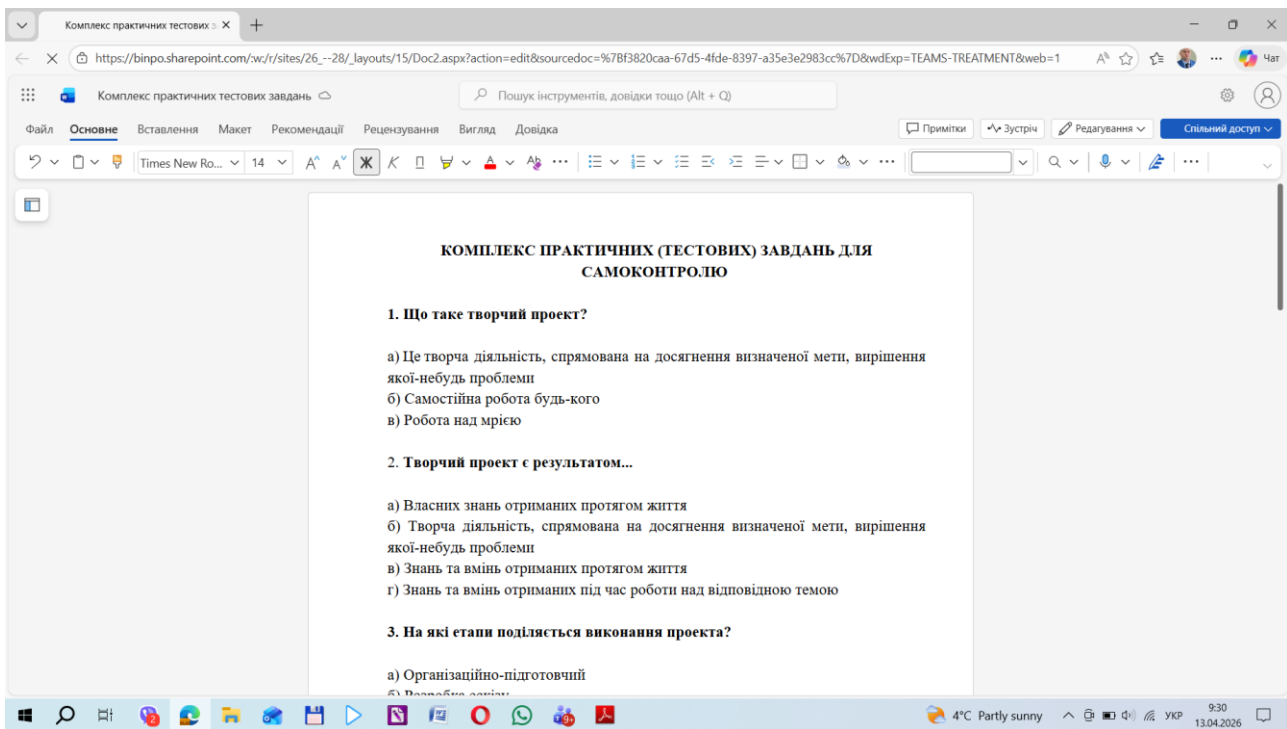 Комплекс практичних тестових з
https://binpo.sharepoint.com/:w:/r/sites/26_--28/_layouts/15/Doc2.aspx?action=edit&sourcedoc=%7Bf3820caa-67d5-4fde-8397-a35e3e2983cc%7D&wdExp=TEAMS-TREATMENT&web=1 Чат
Комплекс практичних тестових завдань Пошук інструментів, довідки тощо (Alt + Q)
Файл Основне Вставлення Макет Рекомендації Рецензування Вигляд Довідка Примітки Зустріч Редагування Спільний доступ
Times New Ro... 14 Ж К П
КОМПЛЕКС ПРАКТИЧНИХ (ТЕСТОВИХ) ЗАВДАНЬ ДЛЯ
САМОКОНТРОЛЮ
1. Що таке творчий проект?
а) Це творча діяльність, спрямована на досягнення визначеної мети, вирішення
якої-небудь проблеми
б) Самостійна робота будь-кого
в) Робота над мрією
2. Творчий проект є результатом...
а) Власних знань отриманих протягом життя
б) Творча діяльність, спрямована на досягнення визначеної мети, вирішення
якої-небудь проблеми
в) Знань та вмінь отриманих протягом життя
г) Знань та вмінь отриманих під час роботи над відповідною темою
3. На які етапи поділяється виконання проекта?
а) Організаційно-підготовчий
4°C Partly sunny УКР 9:30
13.04.2026